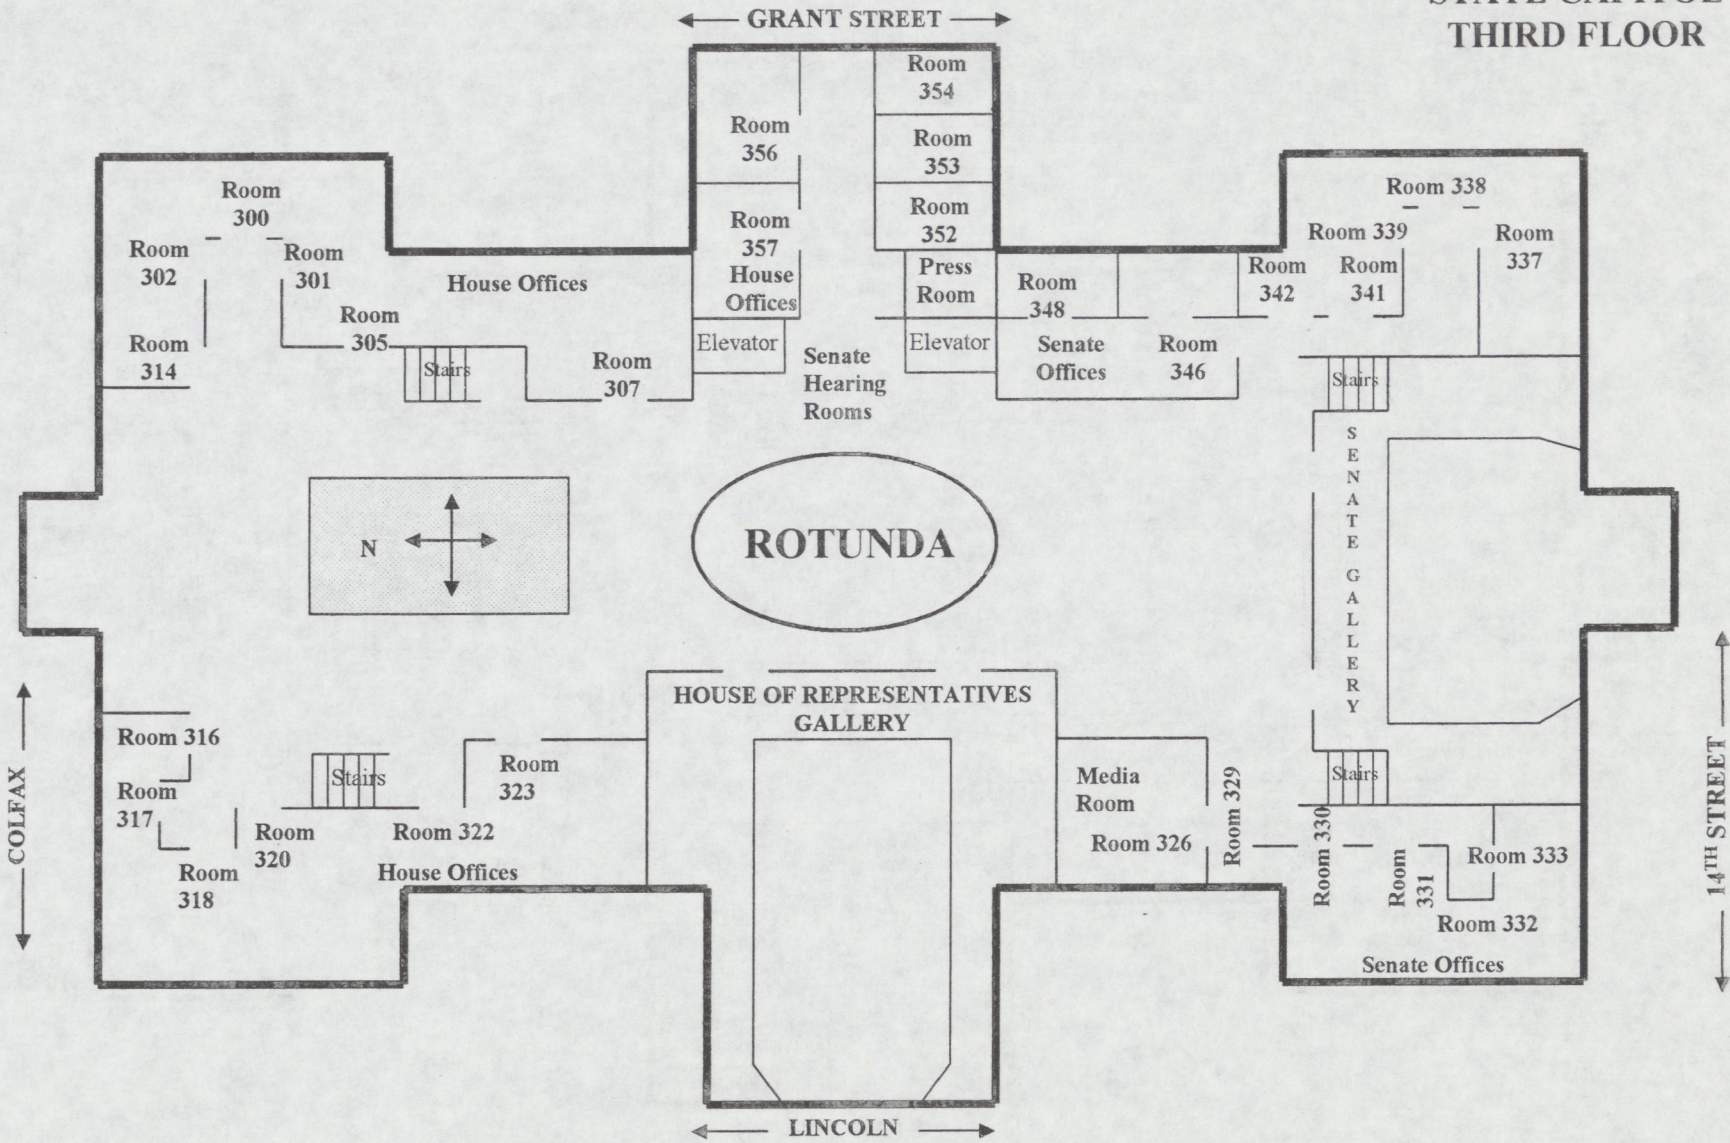 GRANT STREET
STATE CAPITOL
THIRD FLOOR
Room
354
Room
356
Room
353
Room
357
House
Offices
Room
352
Press
Room
Elevator
Elevator
Senate
Hearing
Rooms
Room
300
Room
302
Room
301
House Offices
Room
305
Room
314
Stairs
Room
307
Room
348
Senate
Offices
Room
346
Room 338
Room 339
Room
337
Room
342
Room
341
Stairs
SENATE GALLERY
N
ROTUNDA
HOUSE OF REPRESENTATIVES
GALLERY
COLFAX
Room 316
Room
317
Room
318
Stairs
Room
320
Room 322
Room
323
House Offices
Media
Room
Room 326
Room 329
Stairs
Room 330
Room
331
Room 333
Room 332
Senate Offices
14TH STREET
LINCOLN